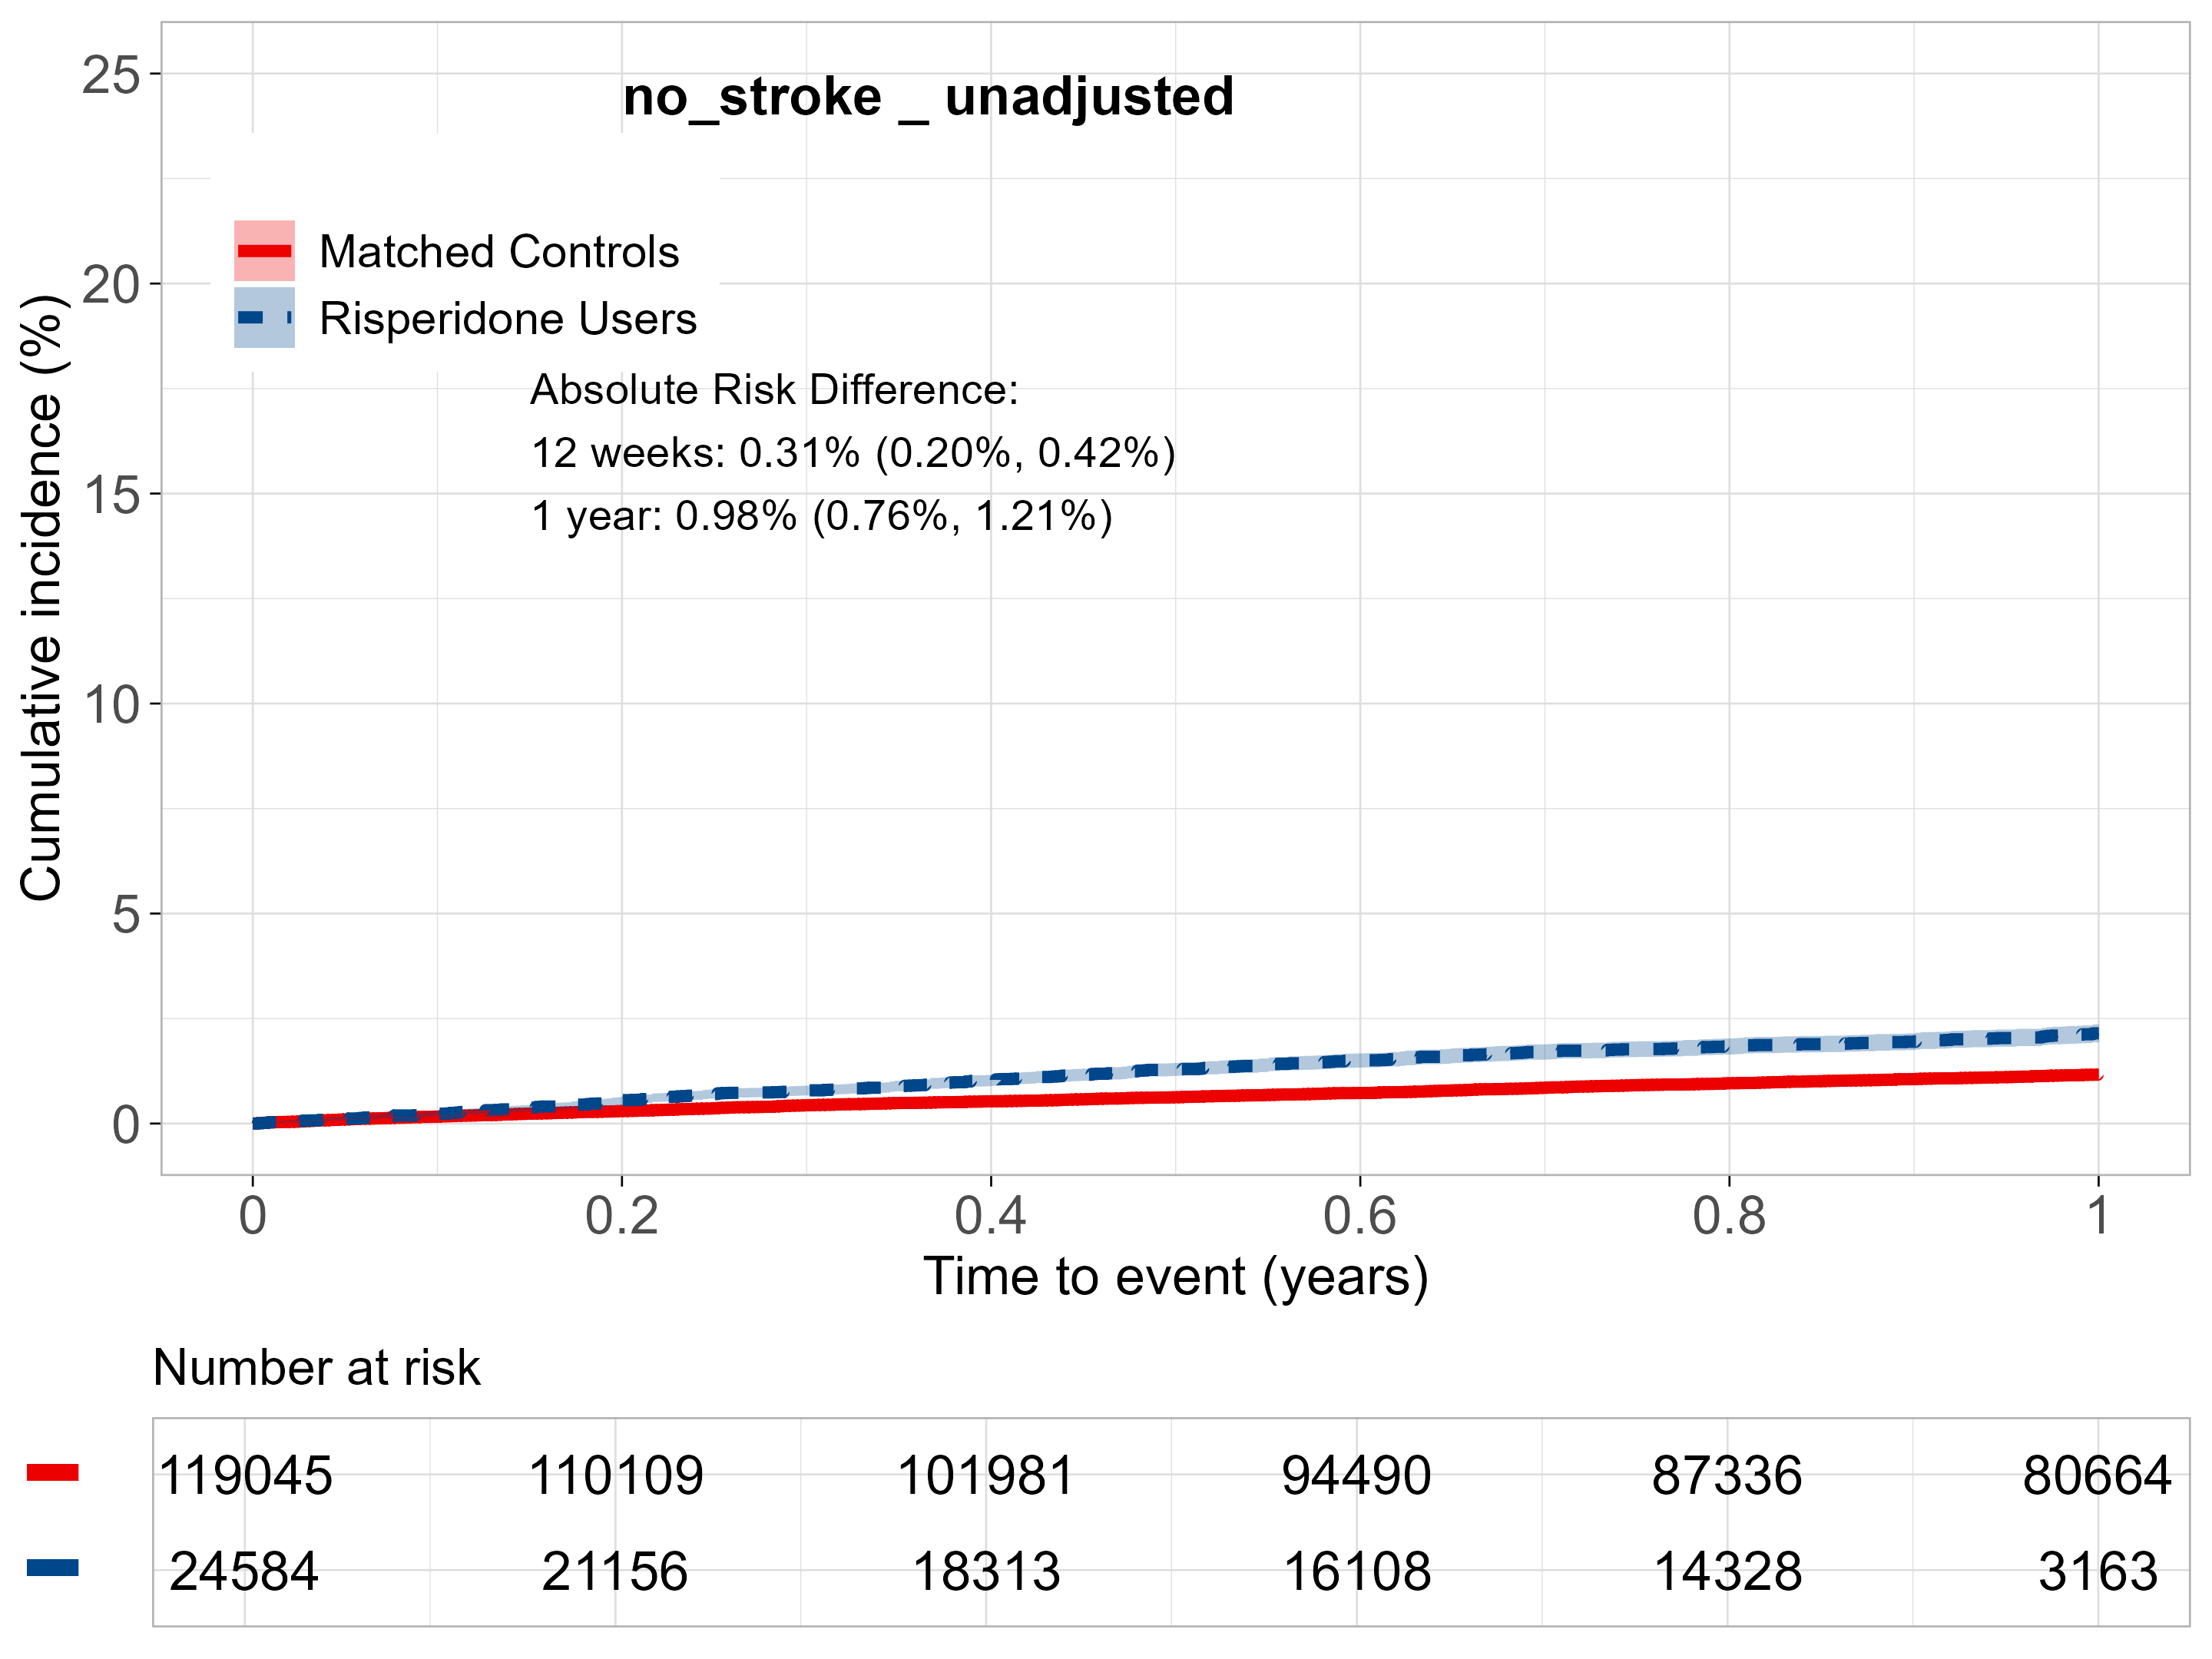 no_stroke _ unadjusted
Matched Controls
Risperidone Users
Absolute Risk Difference:
12 weeks: 0.31% (0.20%, 0.42%)
1 year: 0.98% (0.76%, 1.21%)
Cumulative incidence (%)
25
20
15
10
5
0
0 0.2 0.4 0.6 0.8 1
Time to event (years)
Number at risk
119045 110109 101981 94490 87336 80664
24584 21156 18313 16108 14328 3163